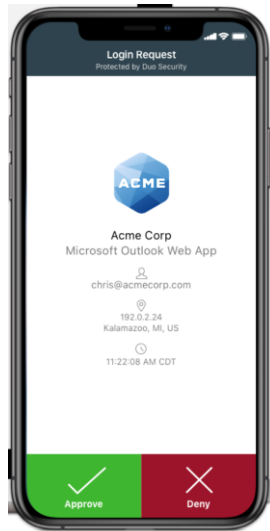 Login Request
Protected by Duo Security
ACME
Acme Corp
Microsoft Outlook Web App
chris@acmecorp.com
192.0.2.24
Kalamazoo, MI, US
11:22:08 AM CDT
Approve
Deny